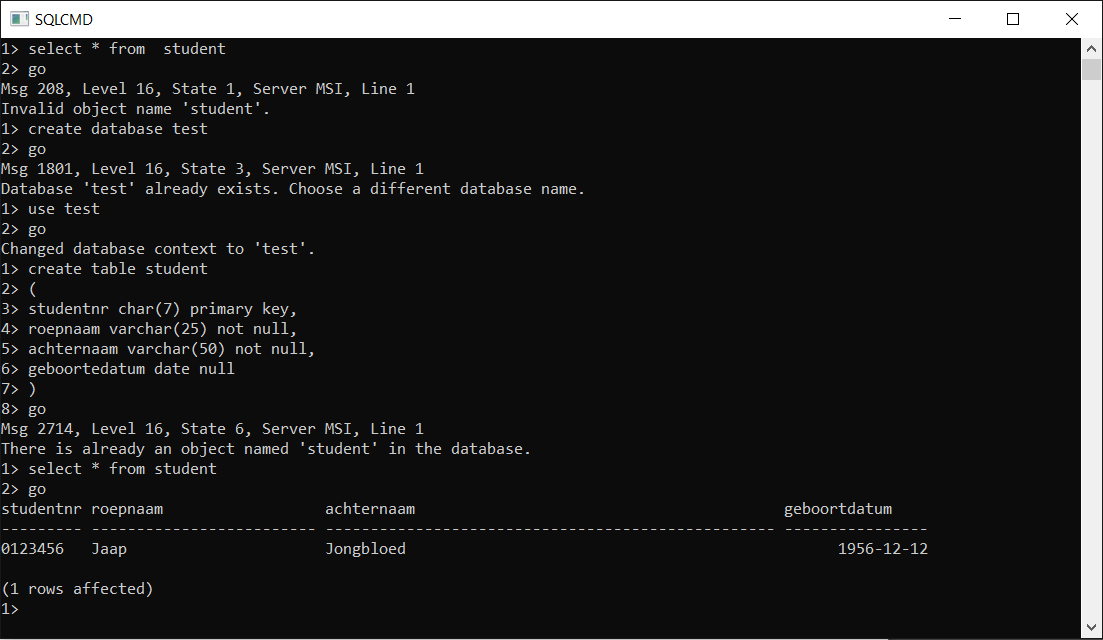 SQLCMD
1> select * from  student
2> go
Msg 208, Level 16, State 1, Server MSI, Line 1
Invalid object name 'student'.
1> create database test
2> go
Msg 1801, Level 16, State 3, Server MSI, Line 1
Database 'test' already exists. Choose a different database name.
1> use test
2> go
Changed database context to 'test'.
1> create table student
2> (
3> studentnr char(7) primary key,
4> roepnaam varchar(25) not null,
5> achternaam varchar(50) not null,
6> geboortedatum date null
7> )
8> go
Msg 2714, Level 16, State 6, Server MSI, Line 1
There is already an object named 'student' in the database.
1> select * from student
2> go
studentnr roepnaam                  achternaam                                         geboortdatum
--------- ------------------------- -------------------------------------------------- ----------------
0123456   Jaap                      Jongbloed                                                1956-12-12

(1 rows affected)
1>